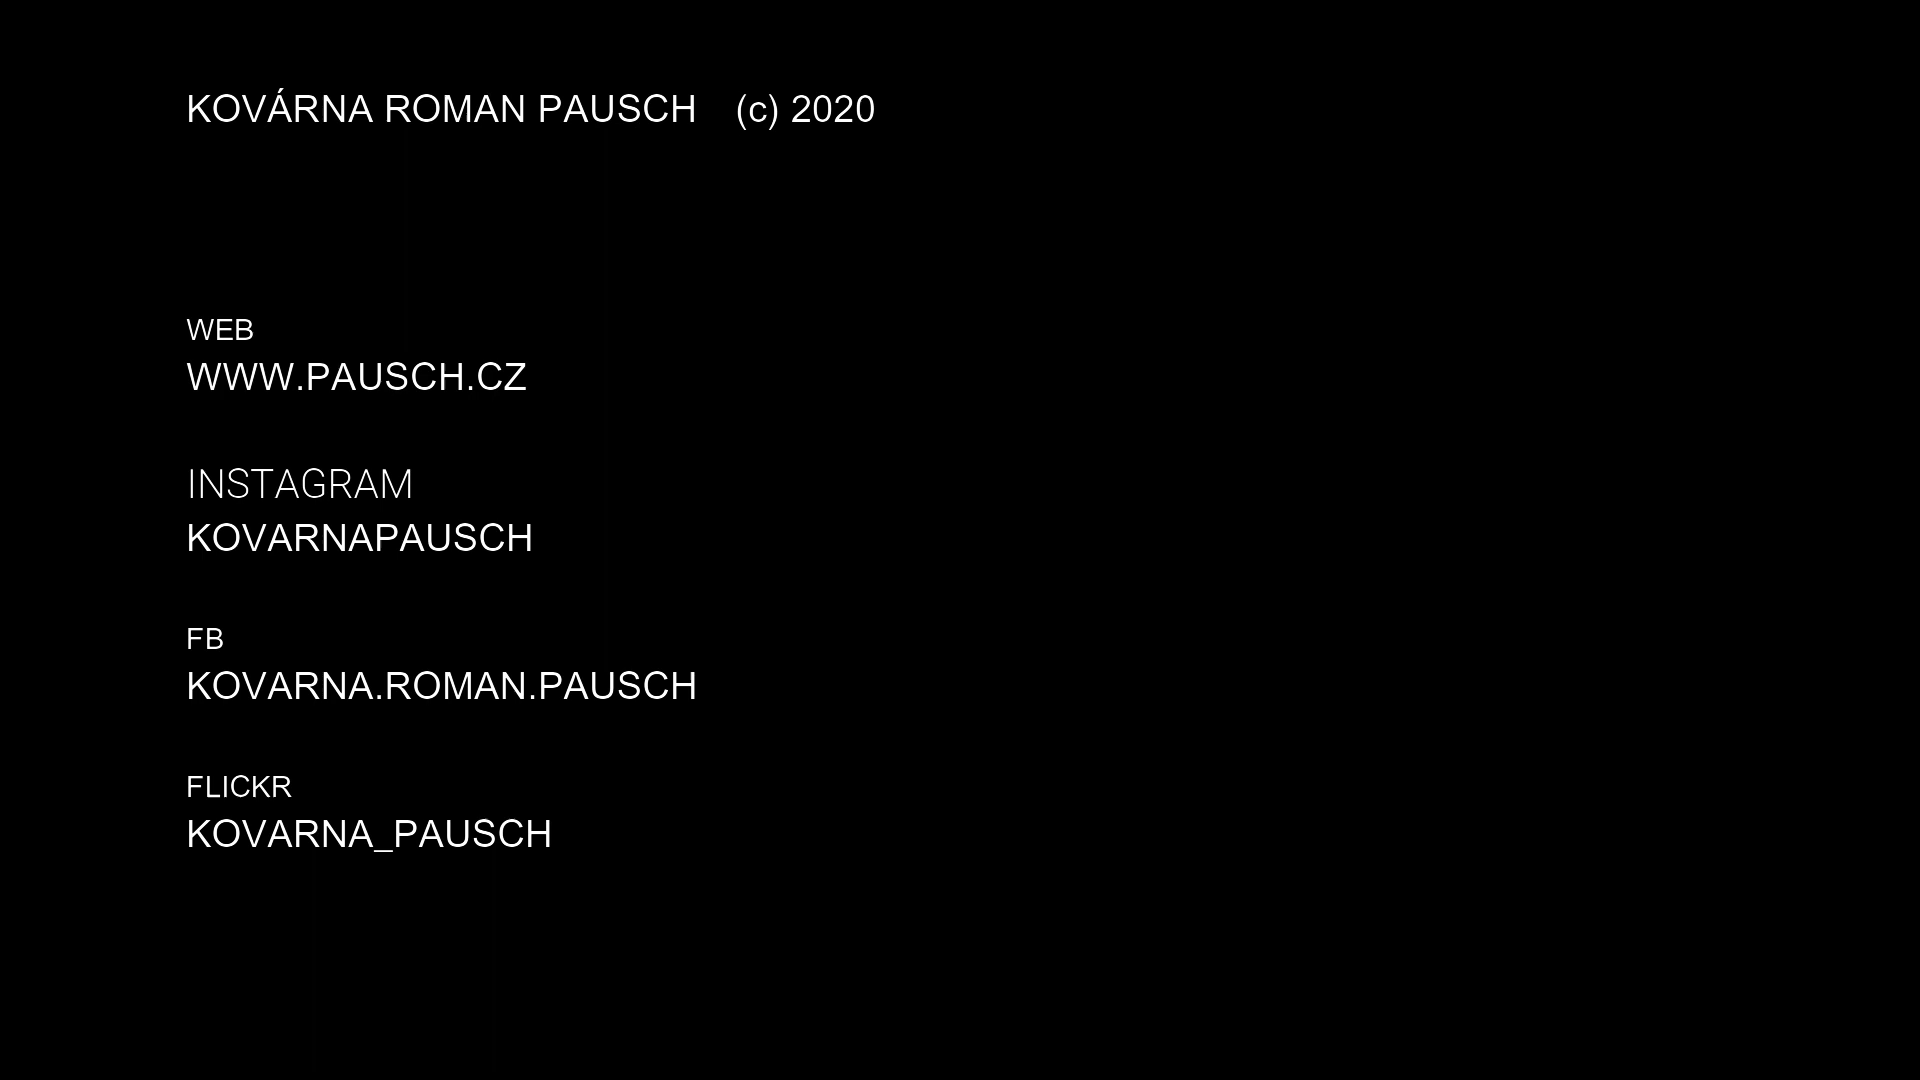 KOVÁRNA ROMAN PAUSCH (c) 2020
WEB
WWW.PAUSCH.CZ
INSTAGRAM
KOVARNAPAUSCH
FB
KOVARNA.ROMAN.PAUSCH
FLICKR
KOVARNA_PAUSCH